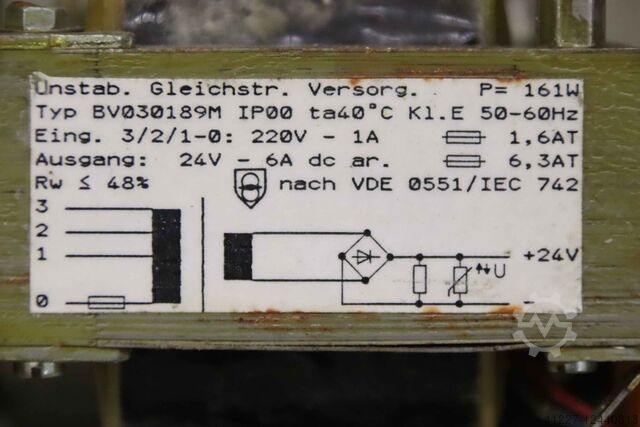 Unstab. Gleichstr. Versorg. P= 161W
Typ BV030189M IP00 ta40°C Kl.E 50-60Hz
Eing. 3/2/1-0: 220V - 1A 1,6AT
Ausgang: 24V - 6A dc ar. 6,3AT
Rw ≤ 48% nach VDE 0551/IEC 742
3
2
1
0
U
+24V
-